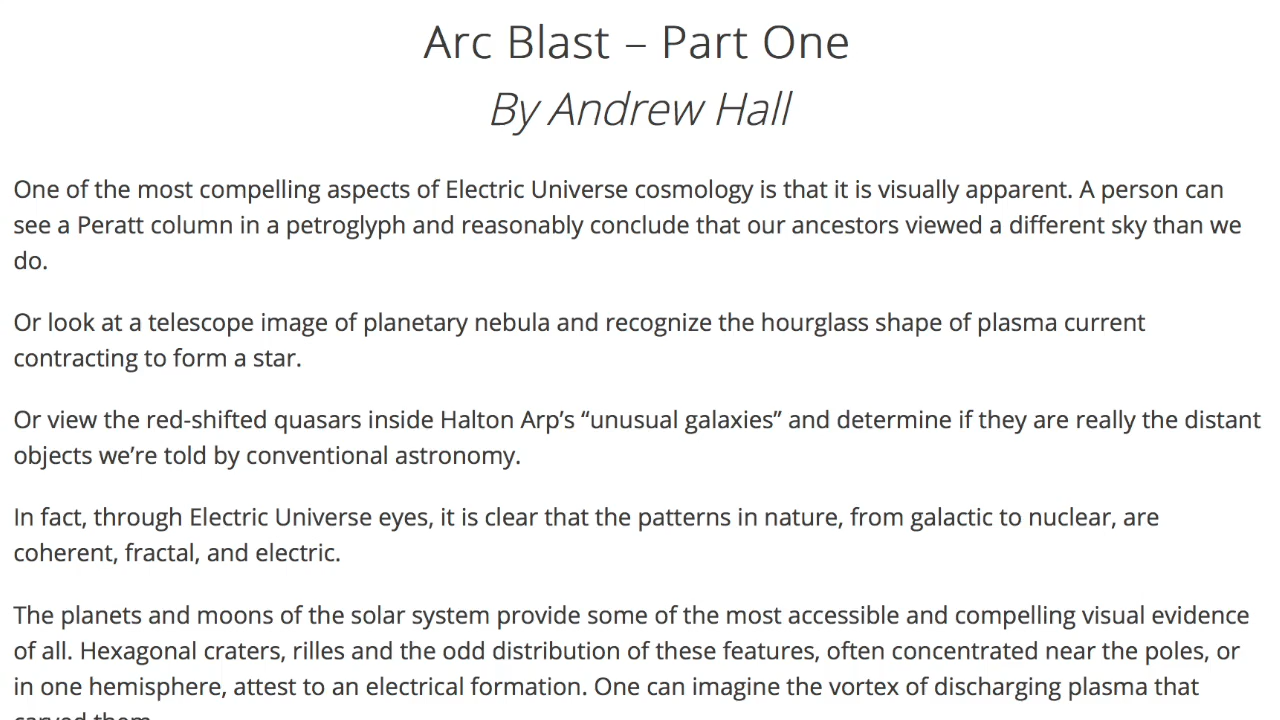 Arc Blast – Part One
By Andrew Hall
One of the most compelling aspects of Electric Universe cosmology is that it is visually apparent. A person can
see a Peratt column in a petroglyph and reasonably conclude that our ancestors viewed a different sky than we
do.
Or look at a telescope image of planetary nebula and recognize the hourglass shape of plasma current
contracting to form a star.
Or view the red-shifted quasars inside Halton Arp’s “unusual galaxies” and determine if they are really the distant
objects we’re told by conventional astronomy.
In fact, through Electric Universe eyes, it is clear that the patterns in nature, from galactic to nuclear, are
coherent, fractal, and electric.
The planets and moons of the solar system provide some of the most accessible and compelling visual evidence
of all. Hexagonal craters, rilles and the odd distribution of these features, often concentrated near the poles, or
in one hemisphere, attest to an electrical formation. One can imagine the vortex of discharging plasma that
carved them.